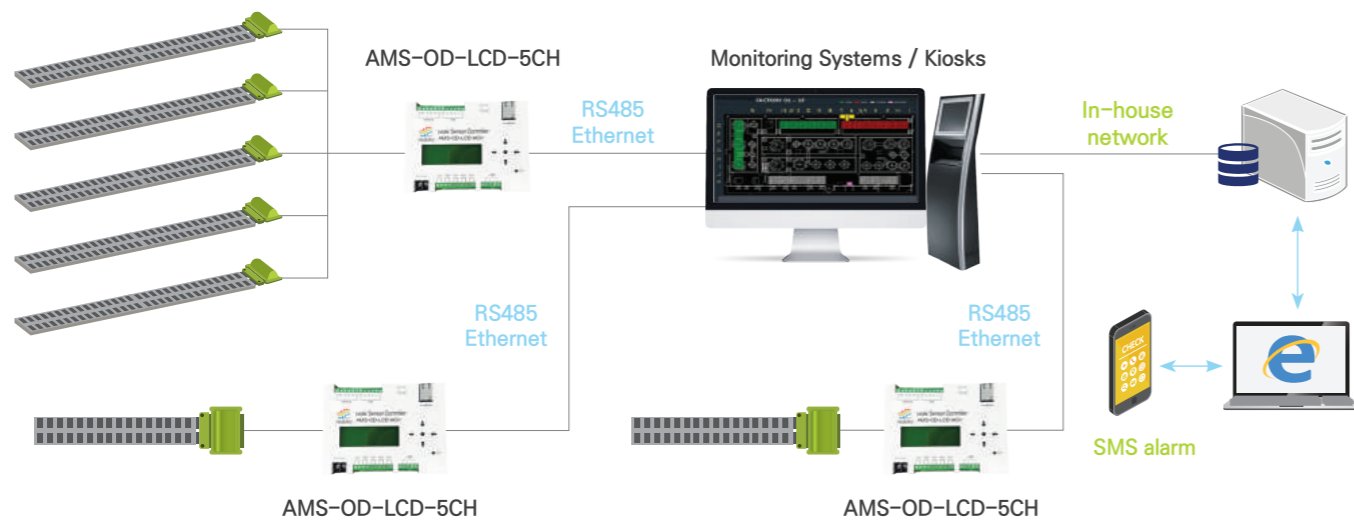 AMS-OD-LCD-5CH
Monitoring Systems / Kiosks
RS485
Ethernet
In-house
network
RS485
Ethernet
RS485
Ethernet
CHECK
SMS alarm
AMS-OD-LCD-5CH
AMS-OD-LCD-5CH